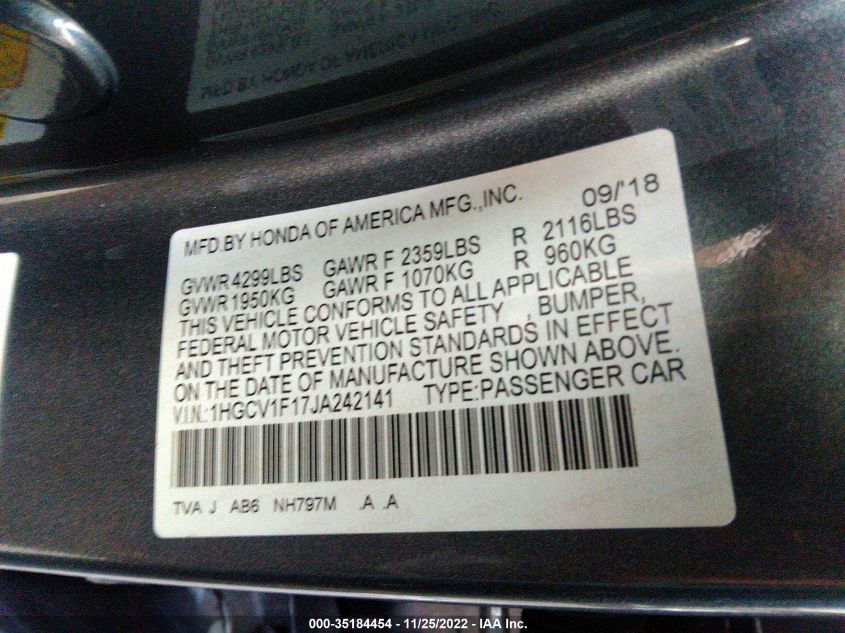 MFD.BY HONDA OF AMERICA MFG.,INC. 09/'18
GVWR 4299LBS GAWR F 2359LBS R 2116LBS
GVWR 1950KG GAWR F 1070KG R 960KG
THIS VEHICLE CONFORMS TO ALL APPLICABLE
FEDERAL MOTOR VEHICLE SAFETY , BUMPER,
AND THEFT PREVENTION STANDARDS IN EFFECT
ON THE DATE OF MANUFACTURE SHOWN ABOVE.
V.I.N.: 1HGCV1F17JA242141 TYPE:PASSENGER CAR
TVA J AB6 NH797M .A .A
000-35184454 - 11/25/2022 - IAA Inc.